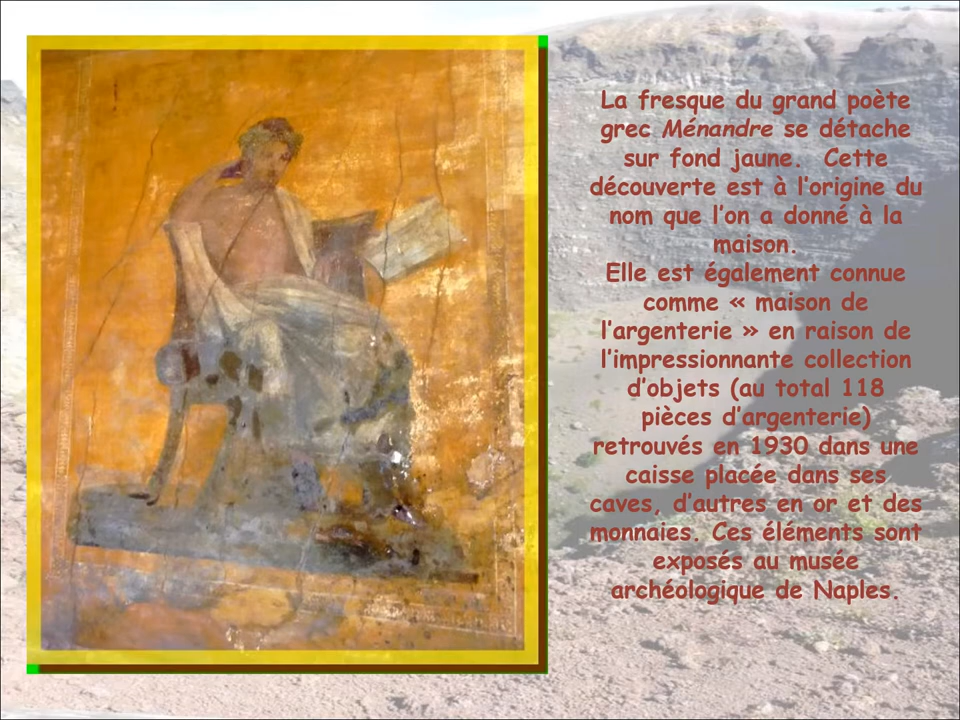 La fresque du grand poète
grec Ménandre se détache
sur fond jaune.  Cette
découverte est à l’origine du
nom que l’on a donné à la
maison.
Elle est également connue
comme « maison de
l’argenterie » en raison de
l’impressionnante collection
d’objets (au total 118
pièces d’argenterie)
retrouvés en 1930 dans une
caisse placée dans ses
caves, d’autres en or et des
monnaies. Ces éléments sont
exposés au musée
archéologique de Naples.